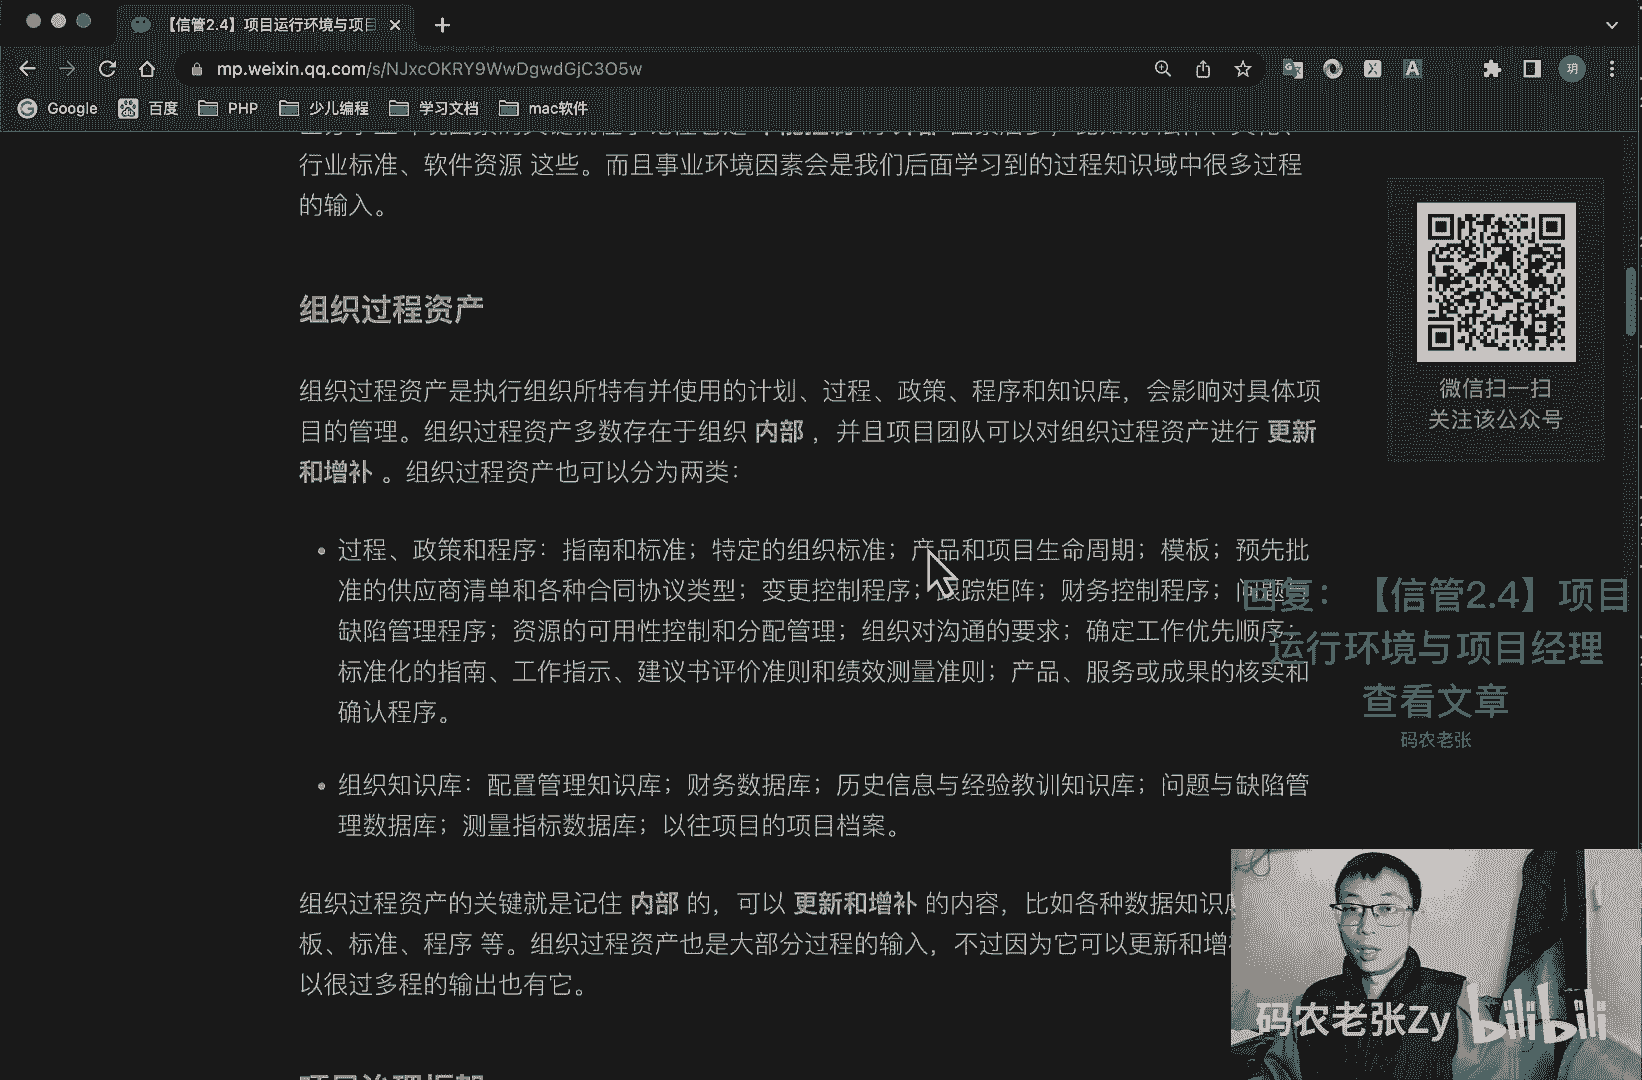 【信管2.4】项目运行环境与项目
mp.weixin.qq.com/s/NJxcOKRY9WwDgwdGjC3O5w
Google 百度 PHP 少儿编程 学习文档 mac软件
行业标准、软件资源 这些。而且事业环境因素会是我们后面学习到的过程知识域中很多过程
的输入。
组织过程资产
组织过程资产是执行组织所特有并使用的计划、过程、政策、程序和知识库，会影响对具体项
目的管理。组织过程资产多数存在于组织 内部 ，并且项目团队可以对组织过程资产进行 更新
和增补 。组织过程资产也可以分为两类：
过程、政策和程序：指南和标准；特定的组织标准；产品和项目生命周期；模板；预先批
准的供应商清单和各种合同协议类型；变更控制程序；跟踪矩阵；财务控制程序；问题与
缺陷管理程序；资源的可用性控制和分配管理；组织对沟通的要求；确定工作优先顺序；
标准化的指南、工作指示、建议书评价准则和绩效测量准则；产品、服务或成果的核实和
确认程序。
组织知识库：配置管理知识库；财务数据库；历史信息与经验教训知识库；问题与缺陷管
理数据库；测量指标数据库；以往项目的项目档案。
组织过程资产的关键就是记住 内部 的，可以 更新和增补 的内容，比如各种数据知识
板、标准、程序 等。组织过程资产也是大部分过程的输入，不过因为它可以更新和增
以很过多程的输出也有它。
微信扫一扫
关注该公众号
回复：【信管2.4】项目
运行环境与项目经理
查看文章
码农老张
码农老张Zy bilibili
玥